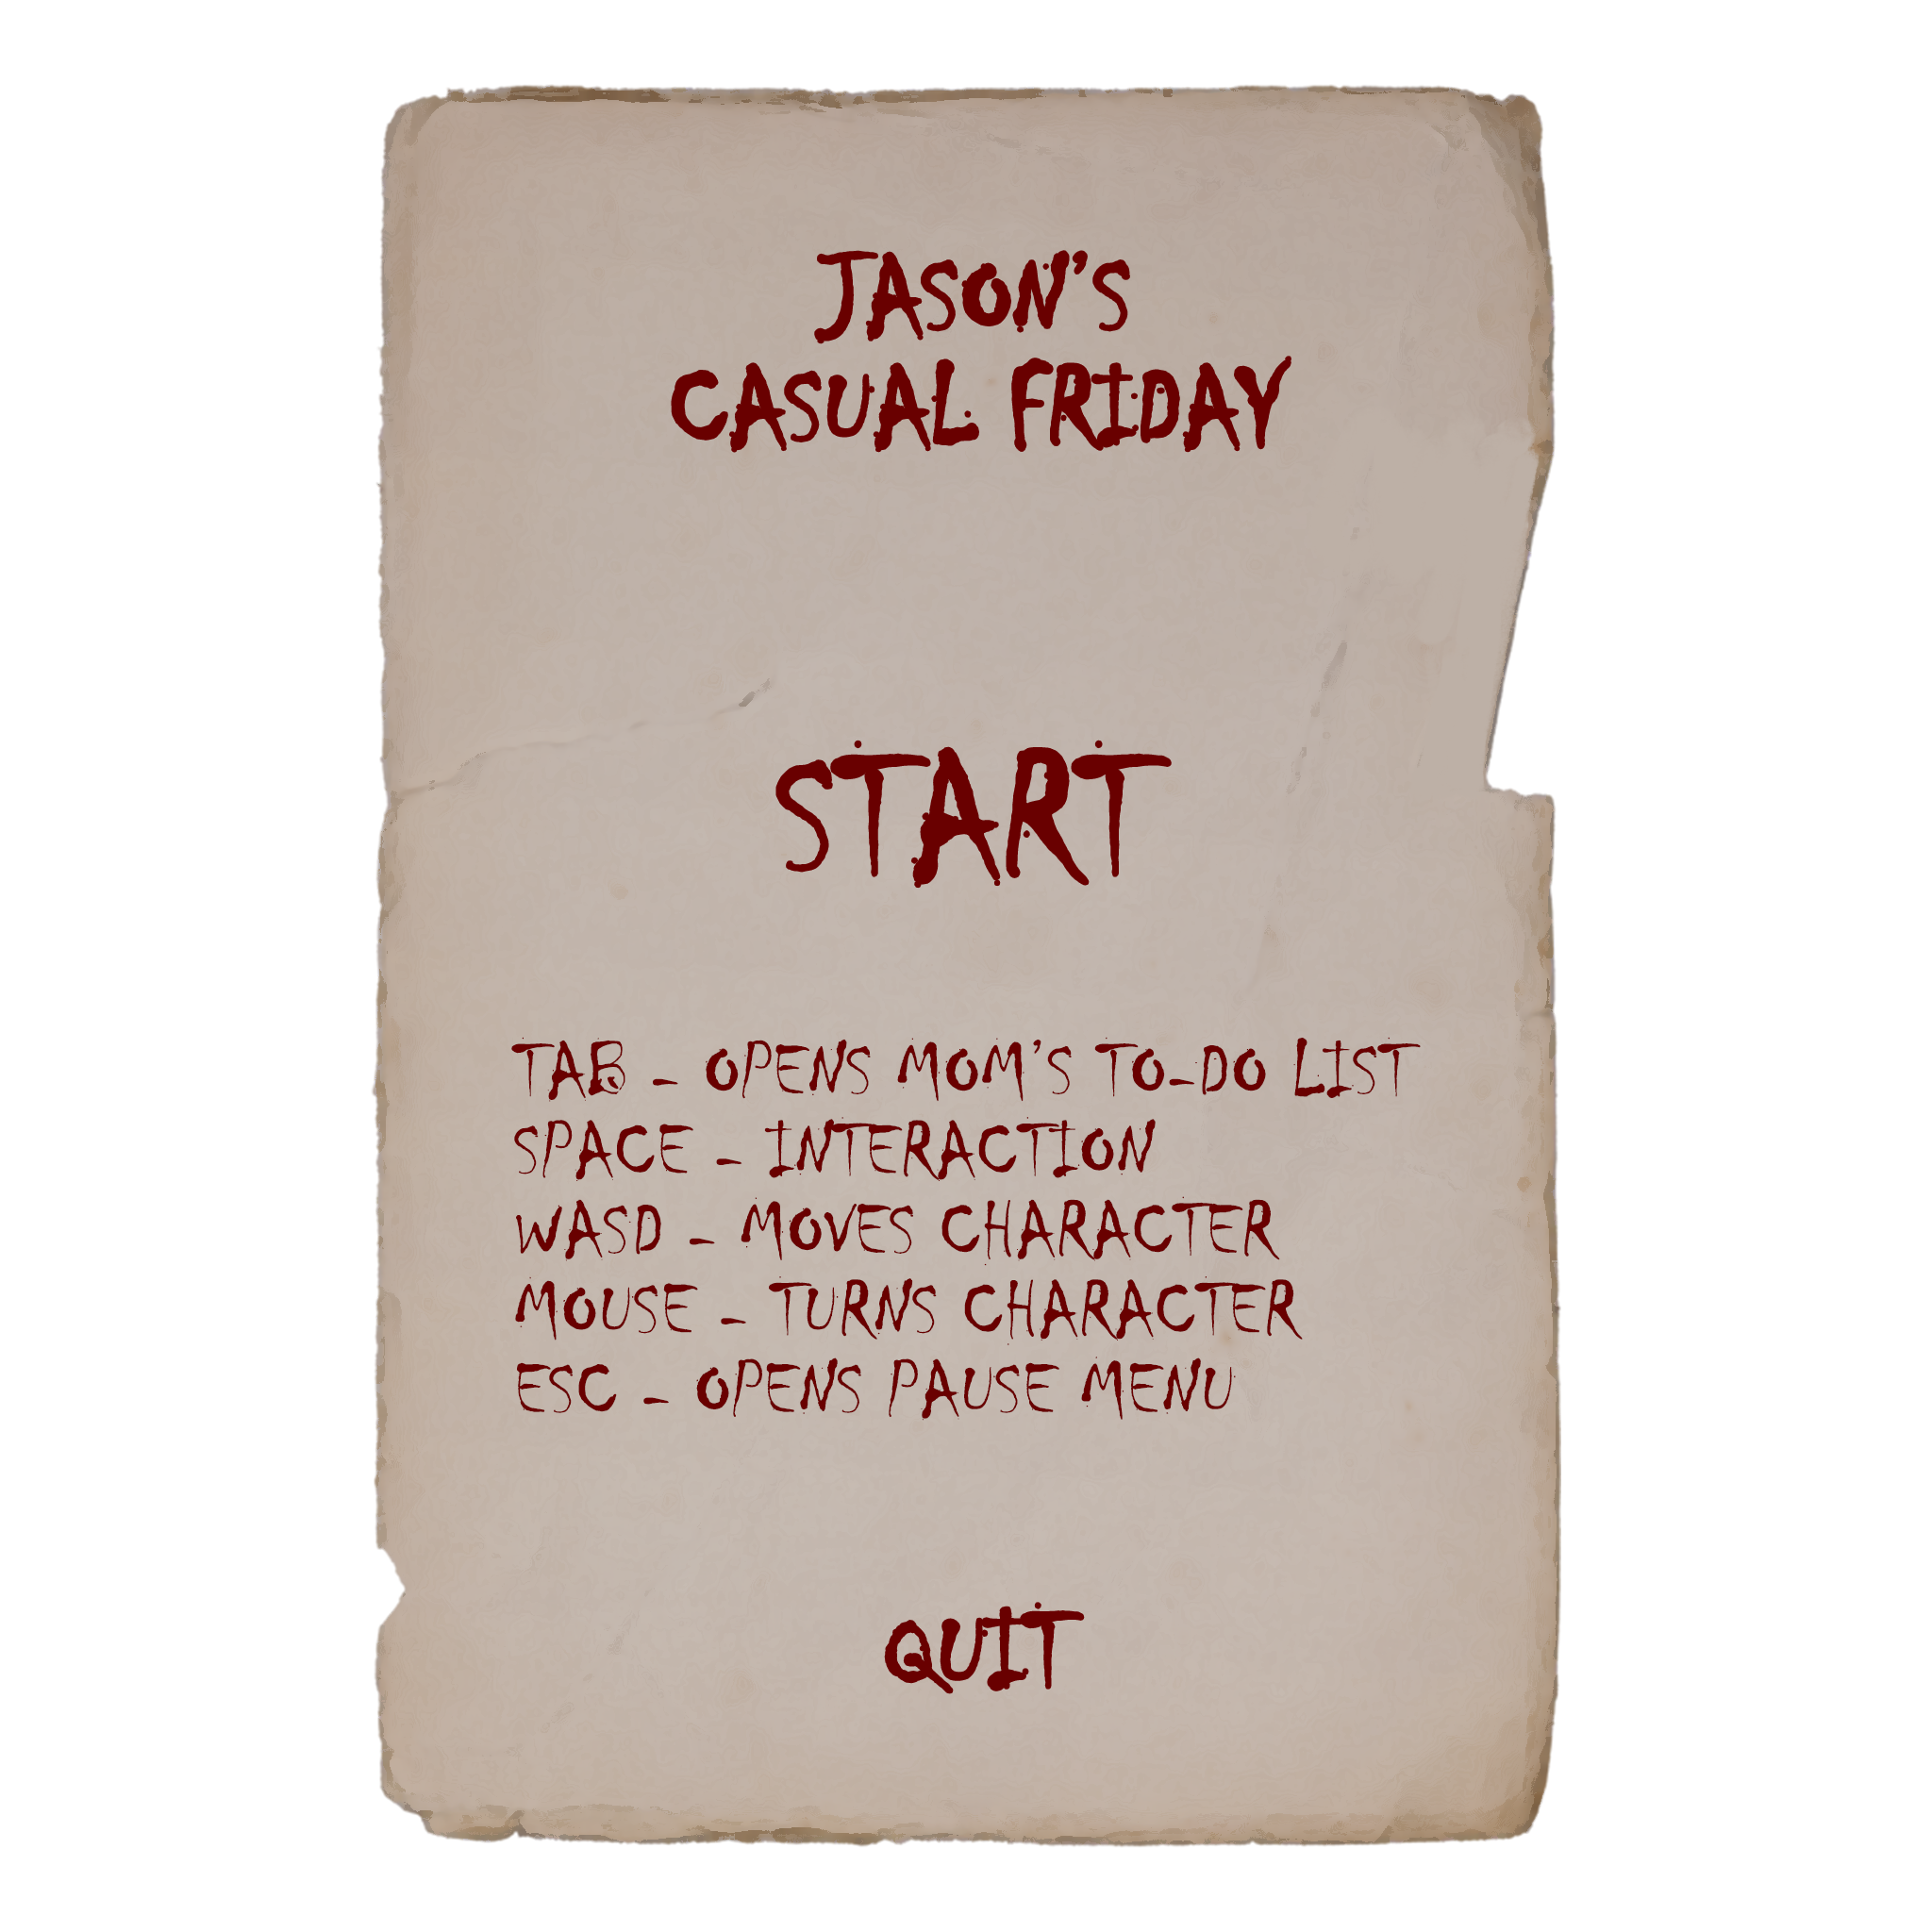 JASON'S
CASUAL FRIDAY
START
TAB - OPENS MOM'S TO-DO LIST
SPACE - INTERACTION
WASD - MOVES CHARACTER
MOUSE - TURNS CHARACTER
ESC - OPENS PAUSE MENU
QUIT